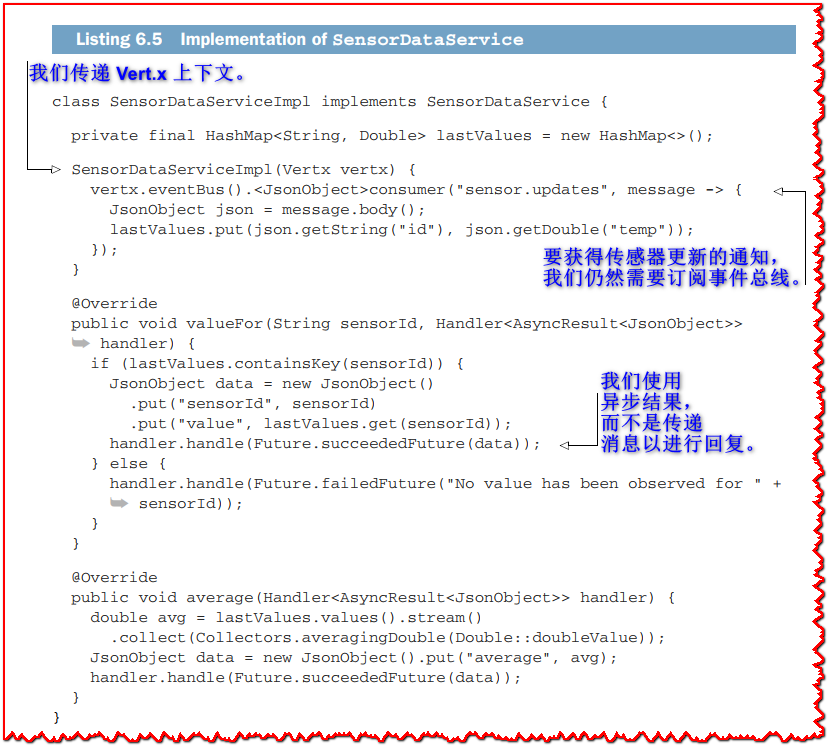 Listing 6.5 Implementation of SensorDataService
我们传递 Vert.x 上下文。
class SensorDataServiceImpl implements SensorDataService {
private final HashMap<String, Double> lastValues = new HashMap<>();
SensorDataServiceImpl(Vertx vertx) {
vertx.eventBus().<JsonObject>consumer("sensor.updates", message -> {
JsonObject json = message.body();
lastValues.put(json.getString("id"), json.getDouble("temp"));
});
}
要获得传感器更新的通知，
我们仍然需要订阅事件总线。
@Override
public void valueFor(String sensorId, Handler<AsyncResult<JsonObject>>
handler) {
if (lastValues.containsKey(sensorId)) {
JsonObject data = new JsonObject()
.put("sensorId", sensorId)
.put("value", lastValues.get(sensorId));
handler.handle(Future.succeededFuture(data));
我们使用
异步结果，
而不是传递
消息以进行回复。
} else {
handler.handle(Future.failedFuture("No value has been observed for " +
sensorId));
}
}
@Override
public void average(Handler<AsyncResult<JsonObject>> handler) {
double avg = lastValues.values().stream()
.collect(Collectors.averagingDouble(Double::doubleValue));
JsonObject data = new JsonObject().put("average", avg);
handler.handle(Future.succeededFuture(data));
}
}